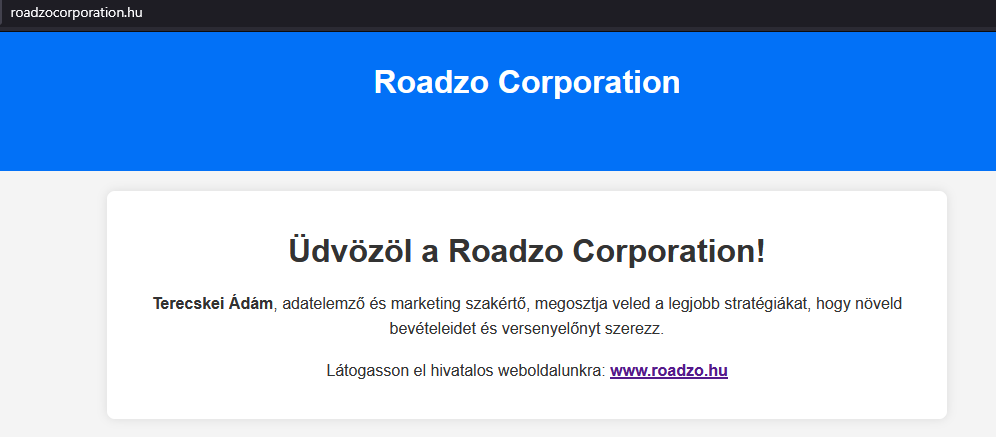 roadzocorporation.hu
Roadzo Corporation
Üdvözöl a Roadzo Corporation!
Terecskei Ádám, adatelemző és marketing szakértő, megosztja veled a legjobb stratégiákat, hogy növeld
bevételeidet és versenyelőnyt szerezz.
Látogasson el hivatalos weboldalunkra: www.roadzo.hu